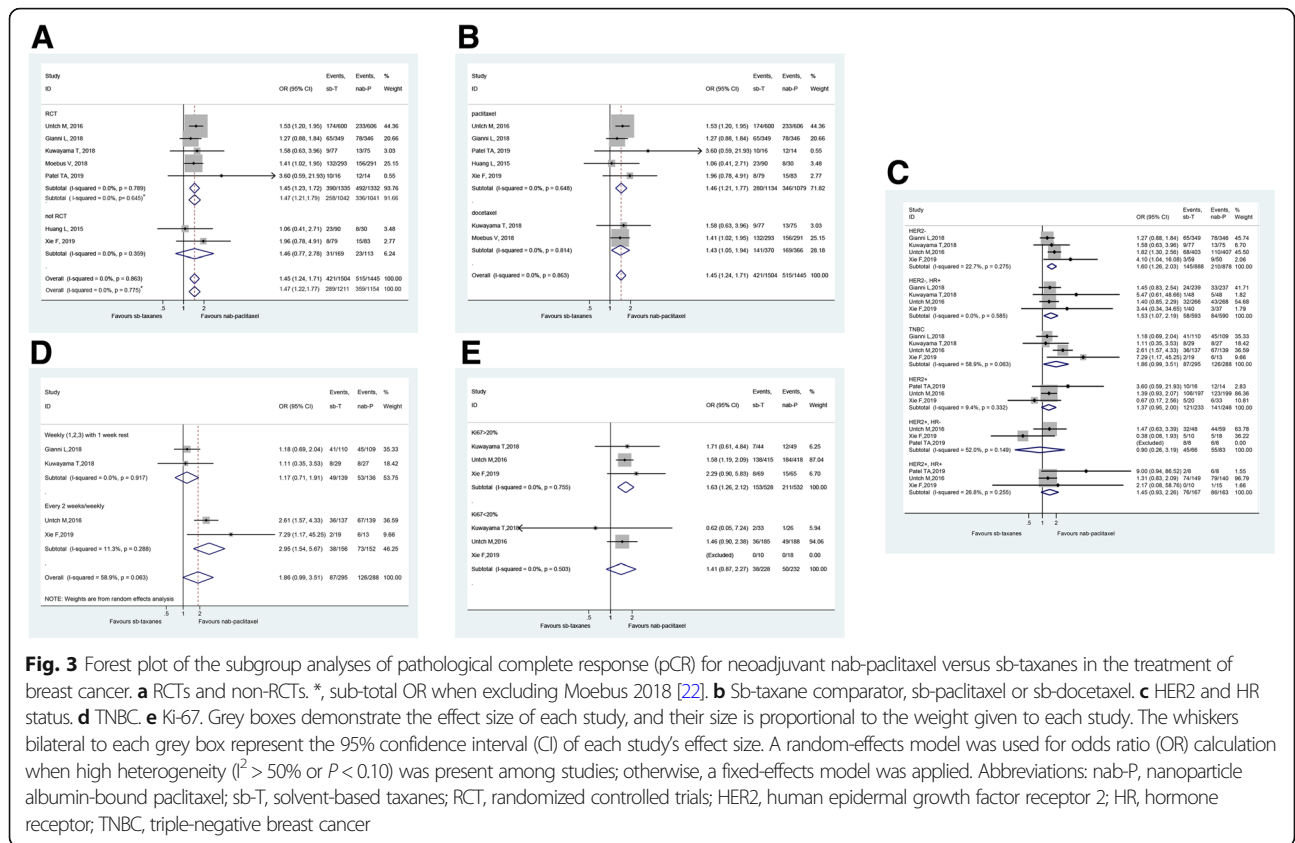 A
Study Events, Events, %
ID OR (95% CI) sb-T nab-P Weight
RCT
Untch M, 2016 1.53 (1.20, 1.95) 174/600 233/606 44.36
Gianni L, 2018 1.27 (0.88, 1.84) 65/349 78/346 20.66
Kuwayama T, 2018 1.58 (0.63, 3.96) 9/77 13/75 3.03
Moebus V, 2018 1.41 (1.02, 1.95) 132/293 156/291 25.15
Patel TA, 2019 3.60 (0.59, 21.93) 10/16 12/14 0.55
Subtotal (I-squared = 0.0%, p = 0.789) 1.45 (1.23, 1.72) 390/1335 492/1332 93.76
Subtotal (I-squared = 0.0%, p= 0.645)* 1.47 (1.21,1.79) 258/1042 336/1041 91.66
.
not RCT
Huang L, 2015 1.06 (0.41, 2.71) 23/90 8/30 3.48
Xie F, 2019 1.96 (0.78, 4.91) 8/79 15/83 2.77
Subtotal (I-squared = 0.0%, p = 0.359) 1.46 (0.77, 2.78) 31/169 23/113 6.24
.
Overall (I-squared = 0.0%, p = 0.863) 1.45 (1.24, 1.71) 421/1504 515/1445 100.00
Overall (I-squared = 0.0%, p = 0.775)* 1.47 (1.22,1.77) 289/1211 359/1154 100.00
.5 1 2
Favours sb-taxanes Favours nab-paclitaxel
B
Study Events, Events, %
ID OR (95% CI) sb-T nab-P Weight
paclitaxel
Untch M, 2016 1.53 (1.20, 1.95) 174/600 233/606 44.36
Gianni L, 2018 1.27 (0.88, 1.84) 65/349 78/346 20.66
Patel TA, 2019 3.60 (0.59, 21.93) 10/16 12/14 0.55
Huang L, 2015 1.06 (0.41, 2.71) 23/90 8/30 3.48
Xie F, 2019 1.96 (0.78, 4.91) 8/79 15/83 2.77
Subtotal (I-squared = 0.0%, p = 0.648) 1.46 (1.21, 1.77) 280/1134 346/1079 71.82
.
docetaxel
Kuwayama T, 2018 1.58 (0.63, 3.96) 9/77 13/75 3.03
Moebus V, 2018 1.41 (1.02, 1.95) 132/293 156/291 25.15
Subtotal (I-squared = 0.0%, p = 0.814) 1.43 (1.05, 1.94) 141/370 169/366 28.18
.
Overall (I-squared = 0.0%, p = 0.863) 1.45 (1.24, 1.71) 421/1504 515/1445 100.00
.5 1 2
Favours sb-taxanes Favours nab-paclitaxel
C
Study Events, Events, %
ID OR (95% CI) sb-T nab-P Weight
HER2-
Gianni L,2018 1.27 (0.88, 1.84) 65/349 78/346 45.74
Kuwayama T,2018 1.58 (0.63, 3.96) 9/77 13/75 6.70
Untch M,2016 1.82 (1.30, 2.56) 68/403 110/407 45.50
Xie F,2019 4.10 (1.04, 16.08) 3/59 9/50 2.06
Subtotal (I-squared = 22.7%, p = 0.275) 1.60 (1.26, 2.03) 145/888 210/878 100.00
.
HER2-, HR+
Gianni L,2018 1.45 (0.83, 2.54) 24/239 33/237 41.71
Kuwayama T,2018 5.47 (0.61, 48.66) 1/48 5/48 1.82
Untch M,2016 1.40 (0.85, 2.29) 32/266 43/268 54.68
Xie F,2019 3.44 (0.34, 34.65) 1/40 3/37 1.79
Subtotal (I-squared = 0.0%, p = 0.585) 1.53 (1.07, 2.19) 58/593 84/590 100.00
.
TNBC
Gianni L,2018 1.18 (0.69, 2.04) 41/110 45/109 35.33
Kuwayama T,2018 1.11 (0.35, 3.53) 8/29 8/27 18.42
Untch M,2016 2.61 (1.57, 4.33) 36/137 67/139 36.59
Xie F,2019 7.29 (1.17, 45.25) 2/19 6/13 9.66
Subtotal (I-squared = 58.9%, p = 0.063) 1.86 (0.99, 3.51) 87/295 126/288 100.00
.
HER2+
Patel TA,2019 3.60 (0.59, 21.93) 10/16 12/14 2.83
Untch M,2016 1.39 (0.93, 2.07) 106/197 123/199 86.36
Xie F,2019 0.67 (0.17, 2.56) 5/20 6/33 10.81
Subtotal (I-squared = 9.4%, p = 0.332) 1.37 (0.95, 2.00) 121/233 141/246 100.00
.
HER2+, HR-
Untch M,2016 1.47 (0.63, 3.39) 32/48 44/59 63.78
Xie F,2019 0.38 (0.08, 1.93) 5/10 5/18 36.22
Patel TA,2019 (Excluded) 8/8 6/6 0.00
Subtotal (I-squared = 52.0%, p = 0.149) 0.90 (0.26, 3.19) 45/66 55/83 100.00
.
HER2+, HR+
Patel TA,2019 9.00 (0.94, 86.52) 2/8 6/8 1.55
Untch M,2016 1.31 (0.83, 2.09) 74/149 79/140 96.79
Xie F,2019 2.17 (0.08, 58.76) 0/10 1/15 1.66
Subtotal (I-squared = 26.8%, p = 0.255) 1.45 (0.93, 2.26) 76/167 86/163 100.00
.5 1 2
Favours sb-taxanes Favours nab-paclitaxel
D
Study Events, Events, %
ID OR (95% CI) sb-T nab-P Weight
Weekly (1,2,3) with 1 week rest
Gianni L,2018 1.18 (0.69, 2.04) 41/110 45/109 35.33
Kuwayama T,2018 1.11 (0.35, 3.53) 8/29 8/27 18.42
Subtotal (I-squared = 0.0%, p = 0.917) 1.17 (0.71, 1.91) 49/139 53/136 53.75
.
Every 2 weeks/weekly
Untch M,2016 2.61 (1.57, 4.33) 36/137 67/139 36.59
Xie F,2019 7.29 (1.17, 45.25) 2/19 6/13 9.66
Subtotal (I-squared = 11.3%, p = 0.288) 2.95 (1.54, 5.67) 38/156 73/152 46.25
.
Overall (I-squared = 58.9%, p = 0.063) 1.86 (0.99, 3.51) 87/295 126/288 100.00
NOTE: Weights are from random effects analysis
.5 1 2
Favours sb-taxanes Favours nab-paclitaxel
E
Study Events, Events, %
ID OR (95% CI) sb-T nab-P Weight
Ki67>20%
Kuwayama T,2018 1.71 (0.61, 4.84) 7/44 12/49 6.25
Untch M,2016 1.58 (1.19, 2.09) 138/415 184/418 87.04
Xie F,2019 2.29 (0.90, 5.83) 8/69 15/65 6.70
Subtotal (I-squared = 0.0%, p = 0.755) 1.63 (1.26, 2.12) 153/528 211/532 100.00
.
Ki67<20%
Kuwayama T,2018 0.62 (0.05, 7.24) 2/33 1/26 5.94
Untch M,2016 1.46 (0.90, 2.38) 36/185 49/188 94.06
Xie F,2019 (Excluded) 0/10 0/18 0.00
Subtotal (I-squared = 0.0%, p = 0.503) 1.41 (0.87, 2.27) 38/228 50/232 100.00
.
.5 1 2
Favours sb-taxanes Favours nab-paclitaxel
Fig. 3 Forest plot of the subgroup analyses of pathological complete response (pCR) for neoadjuvant nab-paclitaxel versus sb-taxanes in the treatment of
breast cancer. a RCTs and non-RCTs. *, sub-total OR when excluding Moebus 2018 [22]. b Sb-taxane comparator, sb-paclitaxel or sb-docetaxel. c HER2 and HR
status. d TNBC. e Ki-67. Grey boxes demonstrate the effect size of each study, and their size is proportional to the weight given to each study. The whiskers
bilateral to each grey box represent the 95% confidence interval (CI) of each study's effect size. A random-effects model was used for odds ratio (OR) calculation
when high heterogeneity (I² > 50% or P < 0.10) was present among studies; otherwise, a fixed-effects model was applied. Abbreviations: nab-P, nanoparticle
albumin-bound paclitaxel; sb-T, solvent-based taxanes; RCT, randomized controlled trials; HER2, human epidermal growth factor receptor 2; HR, hormone
receptor; TNBC, triple-negative breast cancer